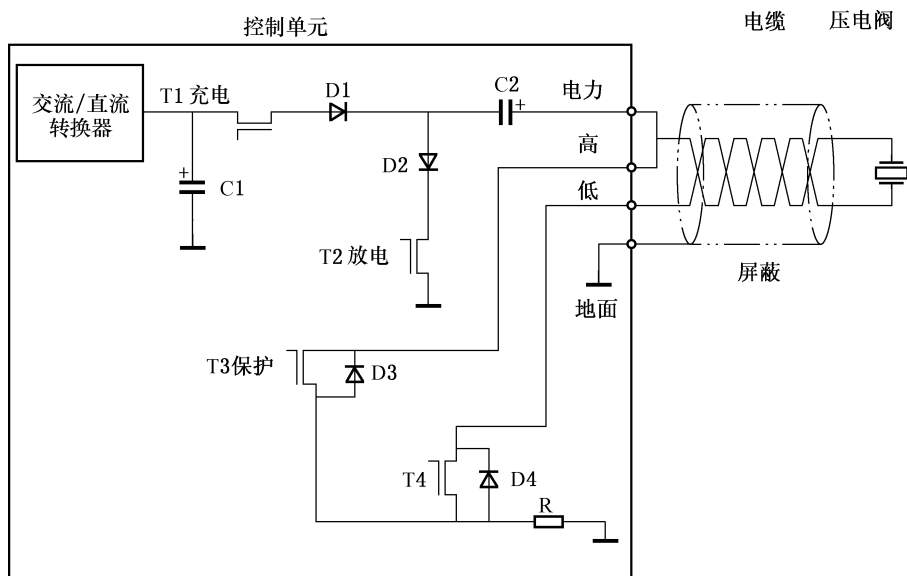 控制单元
电缆
压电阀
交流/直流
转换器
T1 充电
D1
C2
+
电力
高
D2
+
C1
低
T2 放电
屏蔽
地面
T3保护
D3
T4
D4
R